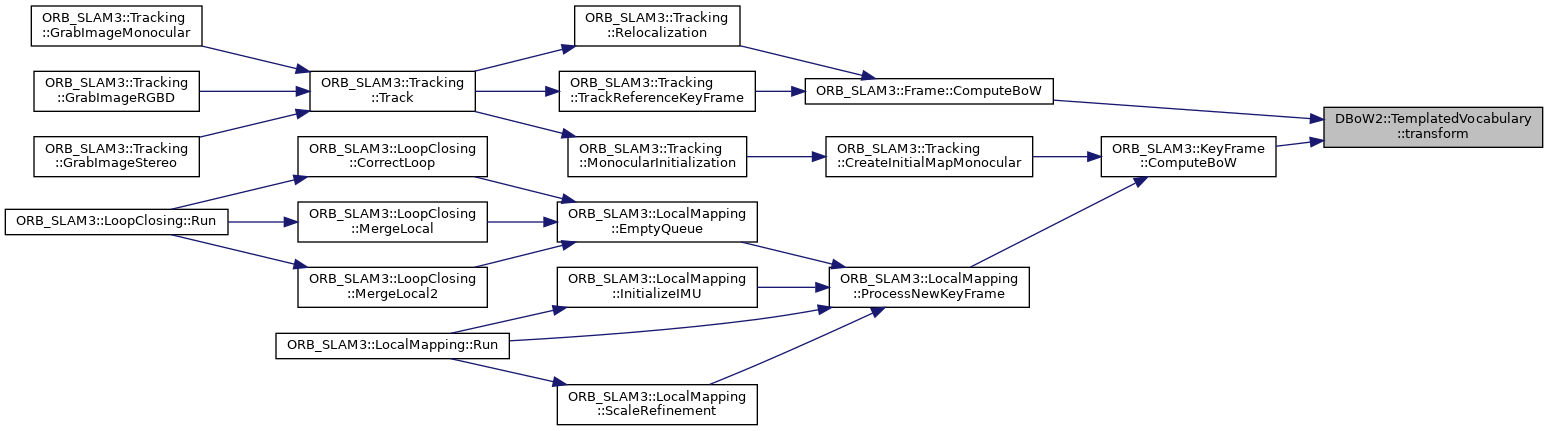 ORB_SLAM3::Tracking
::GrabImageMonocular
ORB_SLAM3::Tracking
::GrabImageRGBD
ORB_SLAM3::Tracking
::GrabImageStereo
ORB_SLAM3::LoopClosing::Run
ORB_SLAM3::Tracking
::Track
ORB_SLAM3::LoopClosing
::CorrectLoop
ORB_SLAM3::LoopClosing
::MergeLocal
ORB_SLAM3::LoopClosing
::MergeLocal2
ORB_SLAM3::LocalMapping::Run
ORB_SLAM3::Tracking
::Relocalization
ORB_SLAM3::Tracking
::TrackReferenceKeyFrame
ORB_SLAM3::Tracking
::MonocularInitialization
ORB_SLAM3::LocalMapping
::EmptyQueue
ORB_SLAM3::LocalMapping
::InitializeIMU
ORB_SLAM3::LocalMapping
::ScaleRefinement
ORB_SLAM3::Frame::ComputeBoW
ORB_SLAM3::Tracking
::CreateInitialMapMonocular
ORB_SLAM3::LocalMapping
::ProcessNewKeyFrame
ORB_SLAM3::KeyFrame
::ComputeBoW
DBoW2::TemplatedVocabulary
::transform